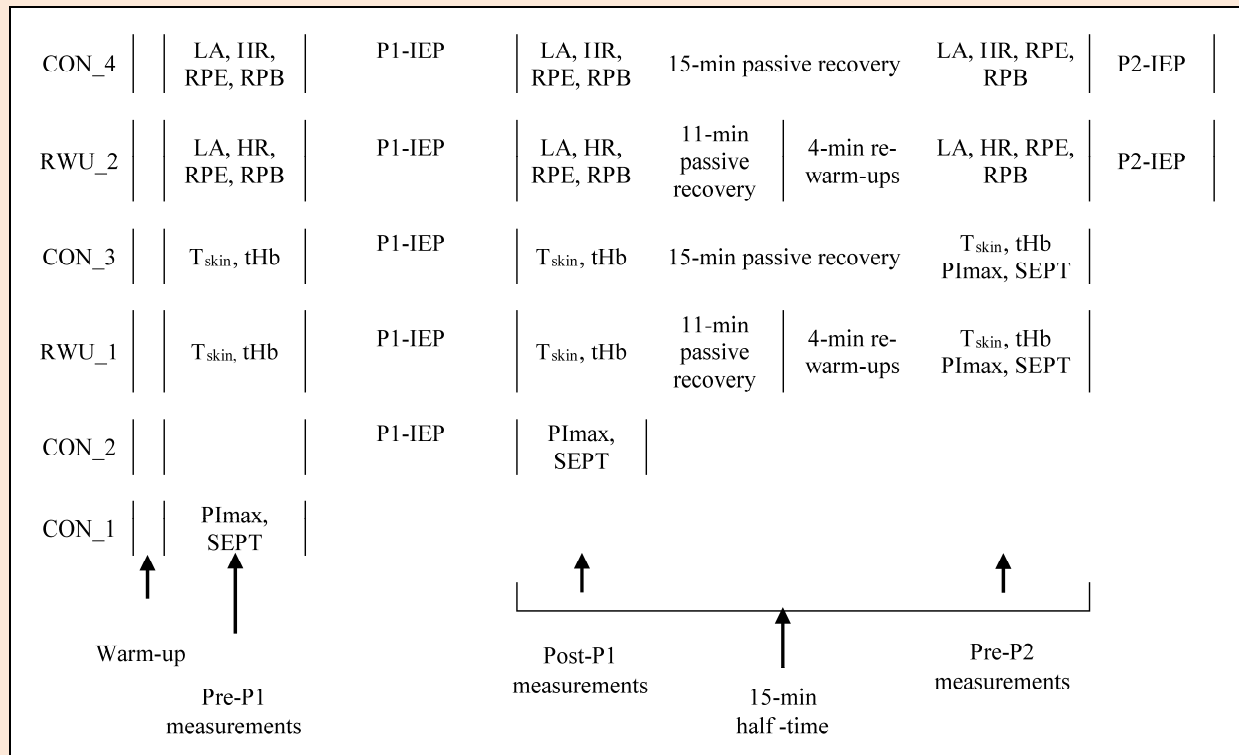 CON_4 LA, HR, RPE, RPB P1-IEP LA, HR, RPE, RPB 15-min passive recovery LA, HR, RPE, RPB P2-IEP
RWU_2 LA, HR, RPE, RPB P1-IEP LA, HR, RPE, RPB 11-min passive recovery 4-min re-warm-ups LA, HR, RPE, RPB P2-IEP
CON_3 Tskin, tHb P1-IEP Tskin, tHb 15-min passive recovery Tskin, tHb PImax, SEPT
RWU_1 Tskin, tHb P1-IEP Tskin, tHb 11-min passive recovery 4-min re-warm-ups Tskin, tHb PImax, SEPT
CON_2 P1-IEP PImax, SEPT
CON_1 PImax, SEPT
Warm-up
Pre-P1
measurements
Post-P1
measurements
15-min
half -time
Pre-P2
measurements